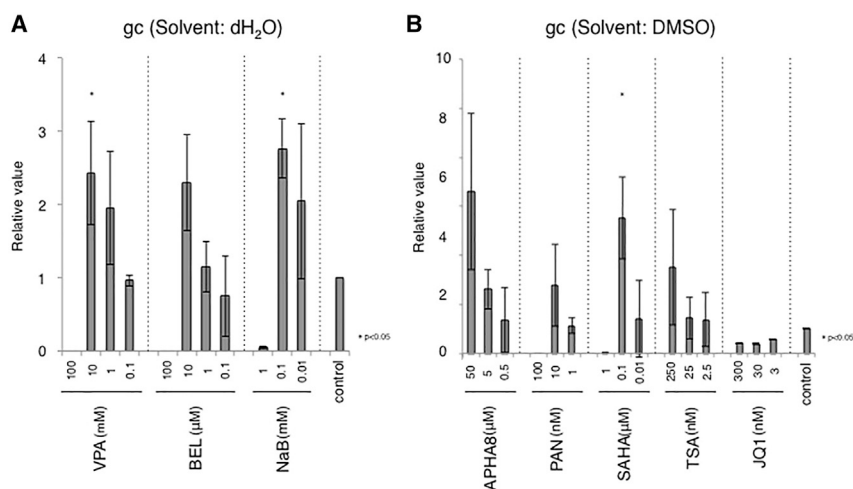 A
gc (Solvent: dH₂O)
Relative value
4
3
2
1
0
*
*
* p<0.05
100
10
1
0.1
100
10
1
0.1
1
0.1
0.01
control
VPA (mM)
BEL (μM)
NaB(mM)
B
gc (Solvent: DMSO)
Relative value
10
8
6
4
2
0
*
* p<0.05
50
5
0.5
100
10
1
1
0.1
0.01
250
25
2.5
300
30
3
control
APHA8(μM)
PAN (nM)
SAHA(μM)
TSA (nM)
JQ1(nM)